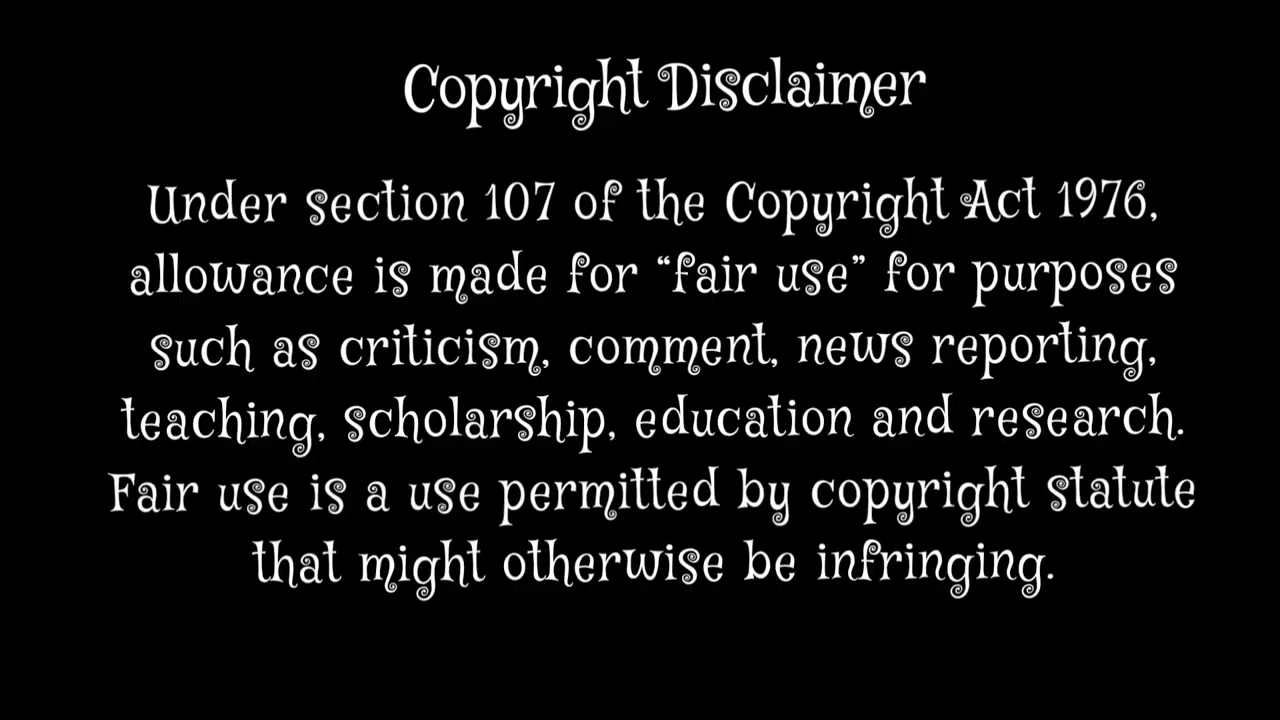 Copyright Disclaimer
Under section 107 of the Copyright Act 1976,
allowance is made for “fair use” for purposes
such as criticism, comment, news reporting,
teaching, scholarship, education and research.
Fair use is a use permitted by copyright statute
that might otherwise be infringing.